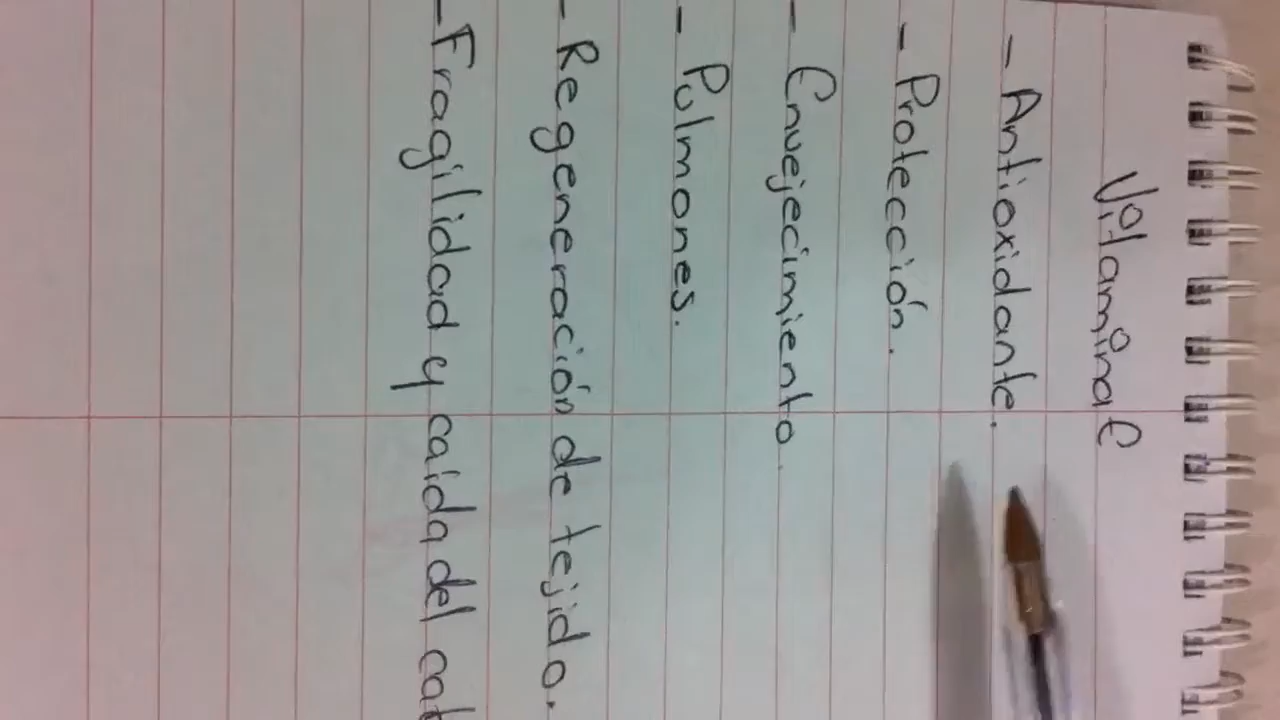 Vitamina E
- Antioxidante.
- Protección.
- Envejecimiento.
- Pulmones.
- Regeneración de tejido.
- Fragilidad y caída del